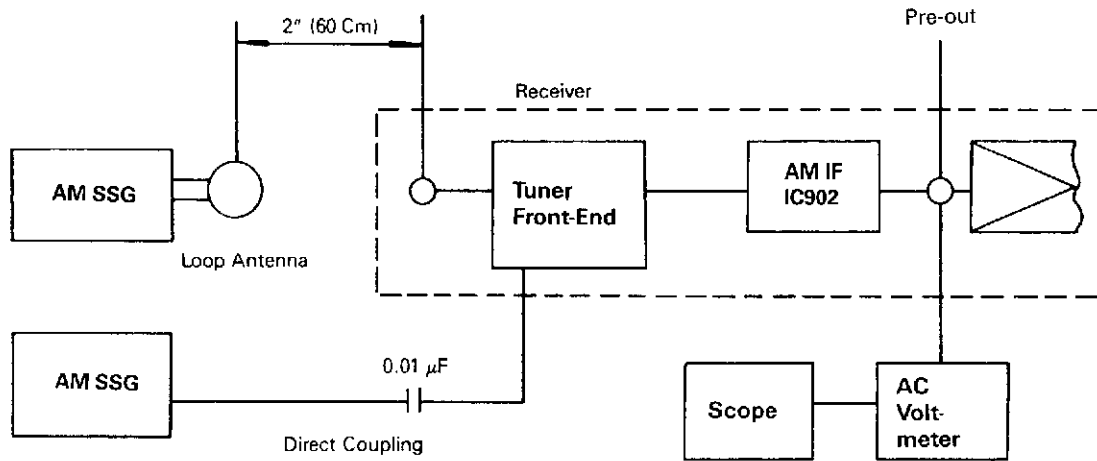 2" (60 Cm)
Pre-out
Receiver
AM SSG
Tuner
Front-End
AM IF
IC902
Loop Antenna
AM SSG
0.01 μF
Direct Coupling
Scope
AC
Volt-
meter